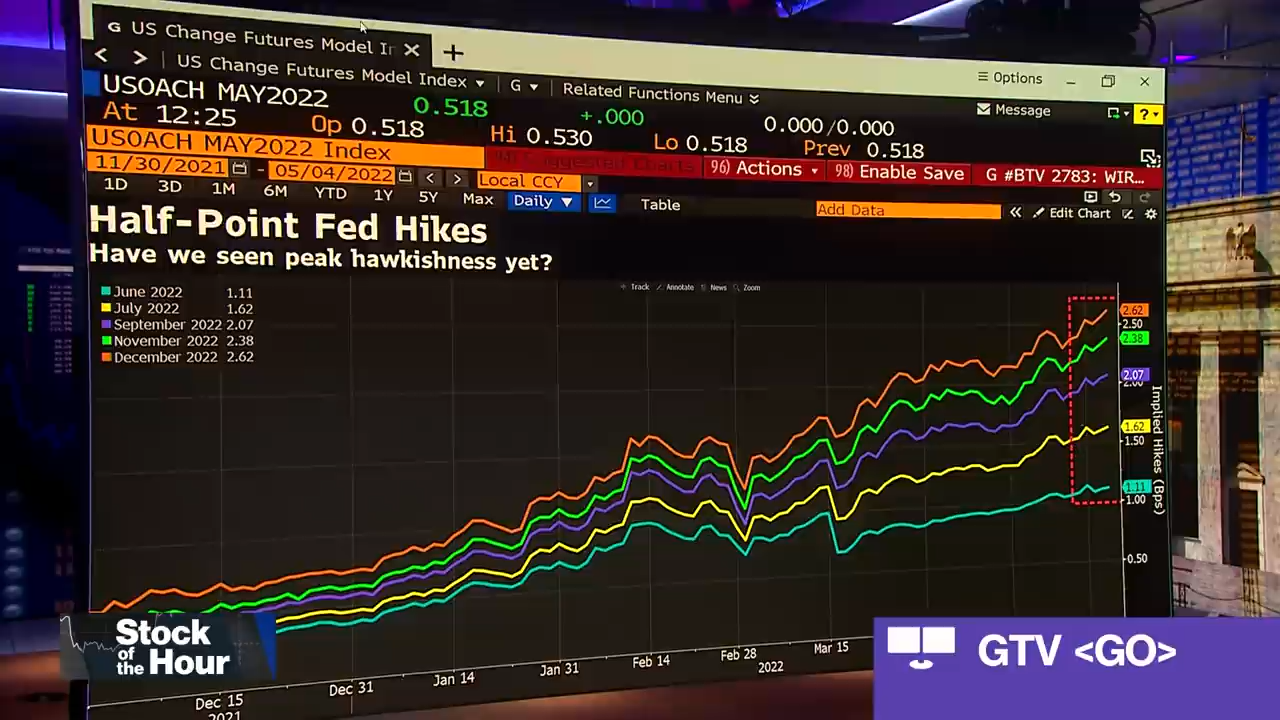 G US Change Futures Model Ir ✕ +
< > US Change Futures Model Index ▾ G ▾ Related Functions Menu
Options
USOACH MAY2022 0.518 +.000 0.000/0.000
Message
At 12:25 Op 0.518 Hi 0.530 Lo 0.518 Prev 0.518
USOACH MAY2022 Index
96) Actions 98) Enable Save G #BTV 2783: WIR...
11/30/2021 - 05/04/2022 < > Local CCY
1D 3D 1M 6M YTD 1Y 5Y Max Daily ▼ Table Add Data « Edit Chart
Half-Point Fed Hikes
Have we seen peak hawkishness yet?
Track Annotate News Zoom
June 2022 1.11
July 2022 1.62
September 2022 2.07
November 2022 2.38
December 2022 2.62
2.62
2.50
2.38
2.07
2.00
1.62
1.50
1.11
1.00
0.50
Implied Hikes (Bps)
Dec 15 Dec 31 Jan 14 Jan 31 Feb 14 Feb 28 Mar 15
2021 2022
Stock
of the Hour
GTV <GO>